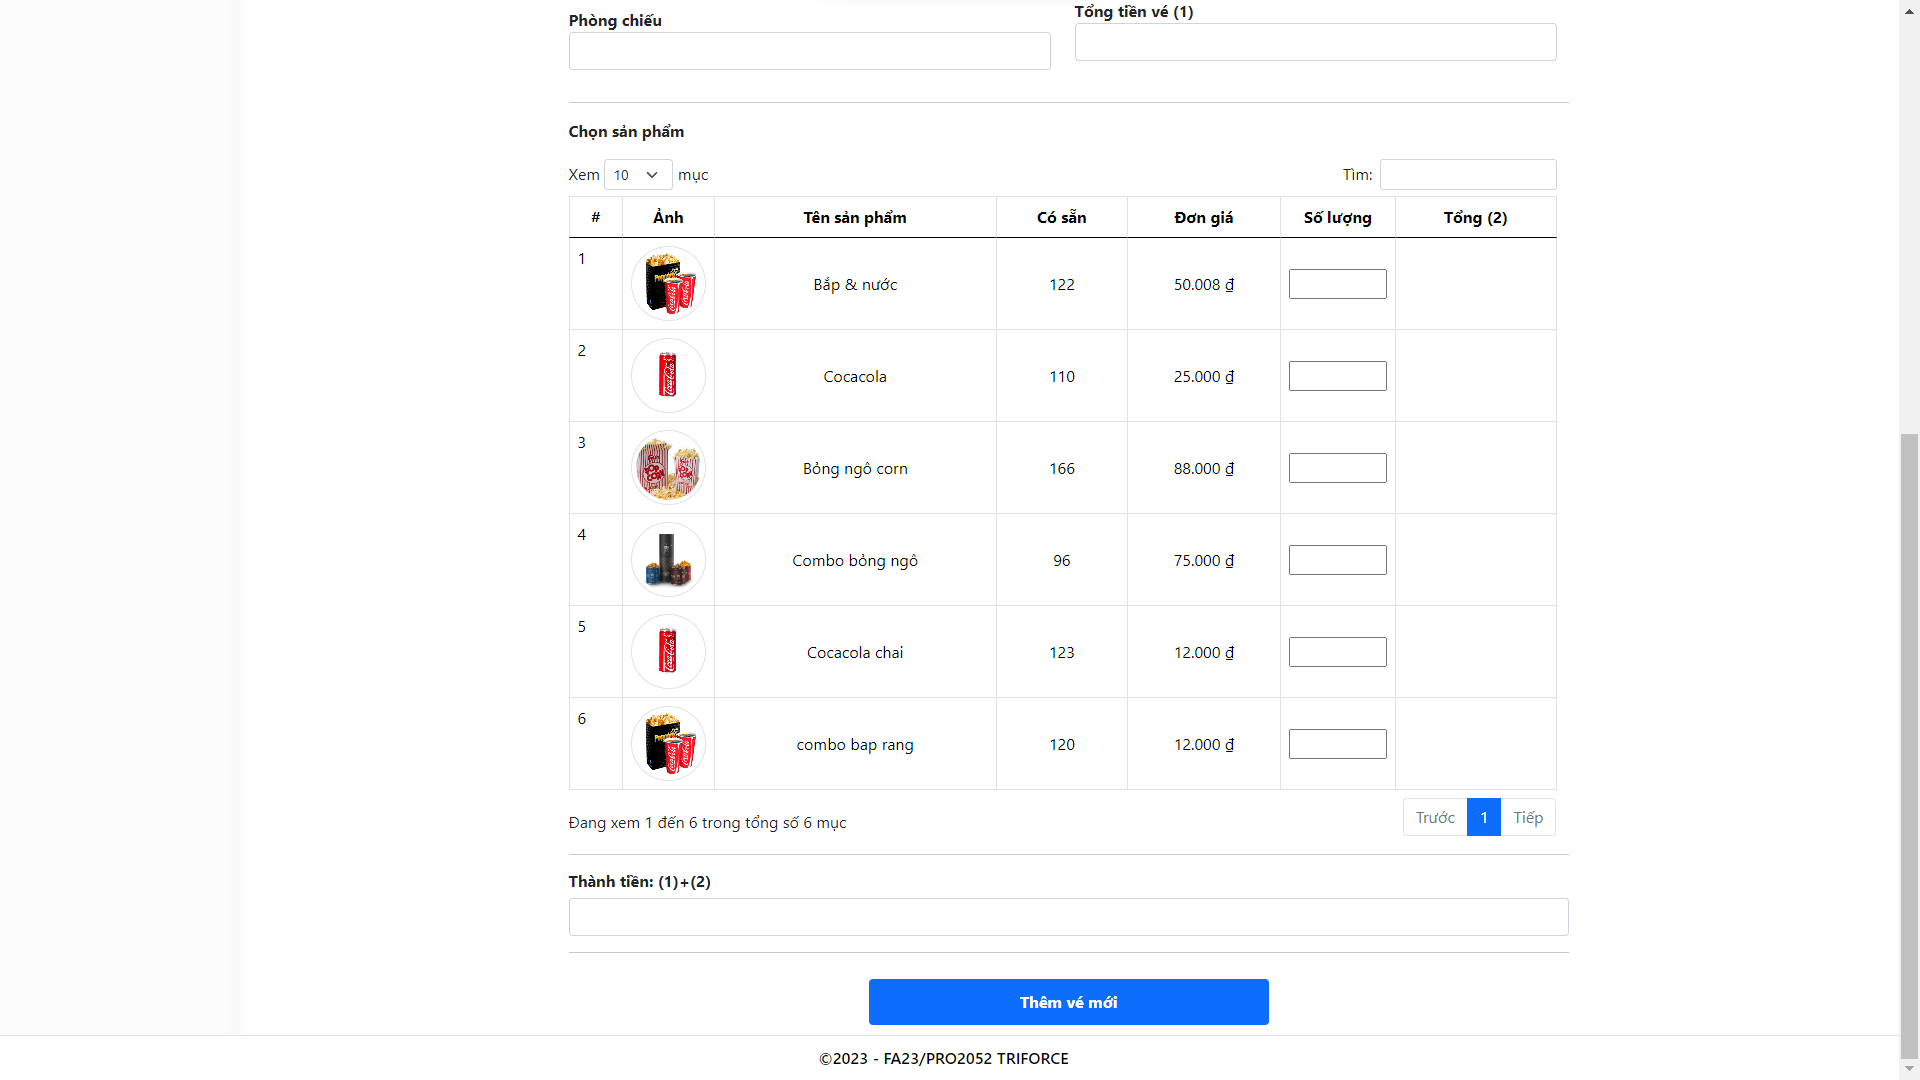 Phòng chiếu
Tổng tiền vé (1)
Chọn sản phẩm
Xem 10 mục
Tìm:
# Ảnh Tên sản phẩm Có sẵn Đơn giá Số lượng Tổng (2)
1 Bắp & nước 122 50.008 ₫
2 Cocacola 110 25.000 ₫
3 Bỏng ngô corn 166 88.000 ₫
4 Combo bỏng ngô 96 75.000 ₫
5 Cocacola chai 123 12.000 ₫
6 combo bap rang 120 12.000 ₫
Đang xem 1 đến 6 trong tổng số 6 mục
Trước 1 Tiếp
Thành tiền: (1)+(2)
Thêm vé mới
©2023 - FA23/PRO2052 TRIFORCE